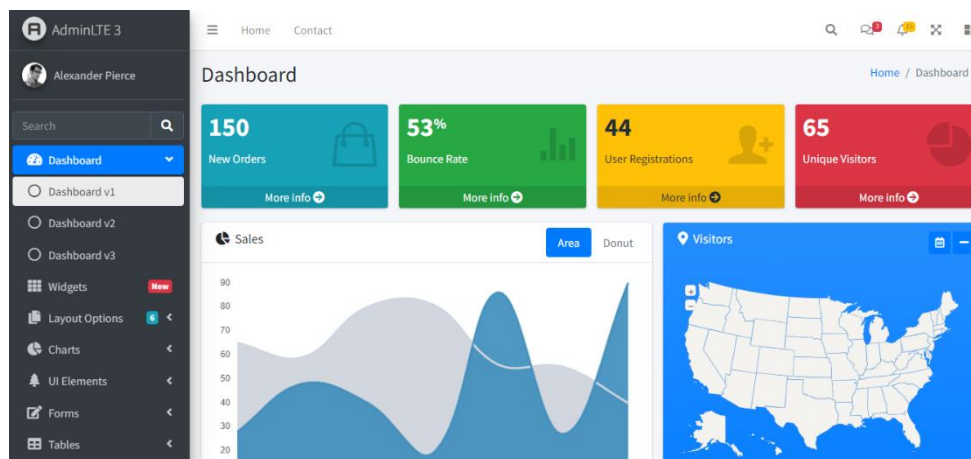 AdminLTE 3
Home Contact
3
15
Alexander Pierce
Dashboard
Home / Dashboard
Search
Dashboard
Dashboard v1
Dashboard v2
Dashboard v3
Widgets New
Layout Options 6
Charts
UI Elements
Forms
Tables
150
New Orders
More info
53%
Bounce Rate
More info
44
User Registrations
More info
65
Unique Visitors
More info
Sales
Area Donut
90
80
70
60
50
40
30
20
Visitors
+
−